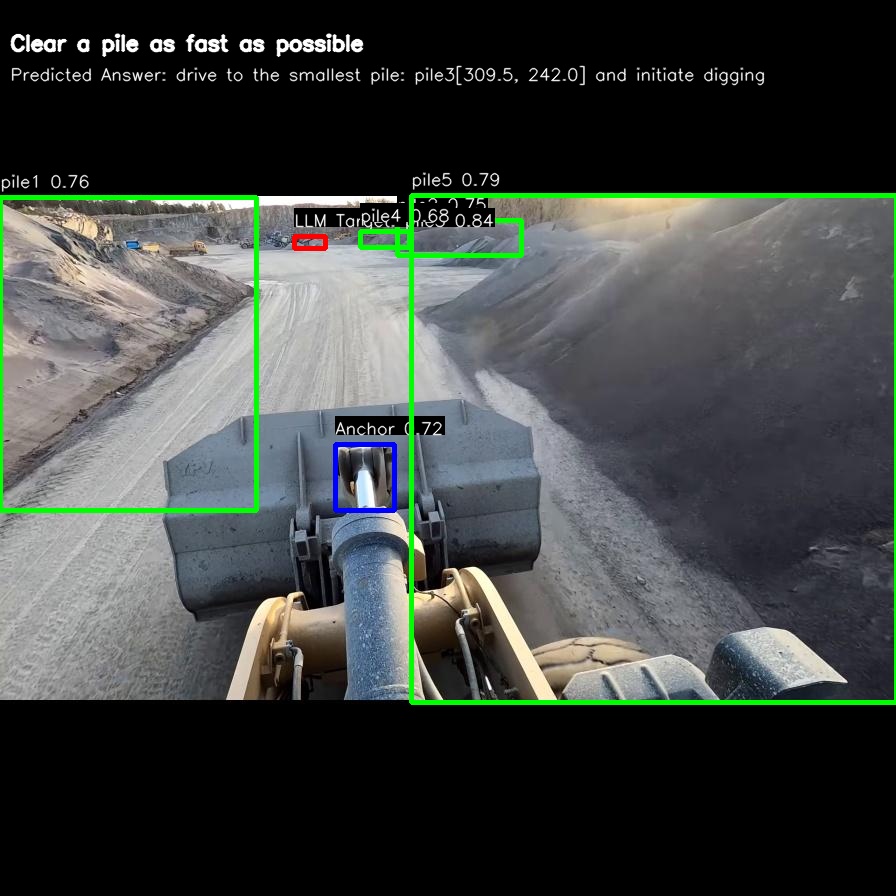 Clear a pile as fast as possible
Predicted Answer: drive to the smallest pile: pile3[309.5, 242.0] and initiate digging
pile5 0.79
pile1 0.76
0.75
pile4 0.68
LLM 0.84
Anchor 0.72